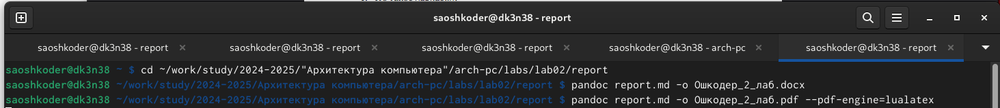 saoshkoder@dk3n38 - report
saoshkoder@dk3n38 - report
saoshkoder@dk3n38 - report
saoshkoder@dk3n38 - report
saoshkoder@dk3n38 - arch-pc
saoshkoder@dk3n38 - report
saoshkoder@dk3n38 ~ $ cd ~/work/study/2024-2025/"Архитектура компьютера"/arch-pc/labs/lab02/report
saoshkoder@dk3n38 ~/work/study/2024-2025/Архитектура компьютера/arch-pc/labs/lab02/report $ pandoc report.md -o Ошкодер_2_лаб.docx
saoshkoder@dk3n38 ~/work/study/2024-2025/Архитектура компьютера/arch-pc/labs/lab02/report $ pandoc report.md -o Ошкодер_2_лаб.pdf --pdf-engine=lualatex